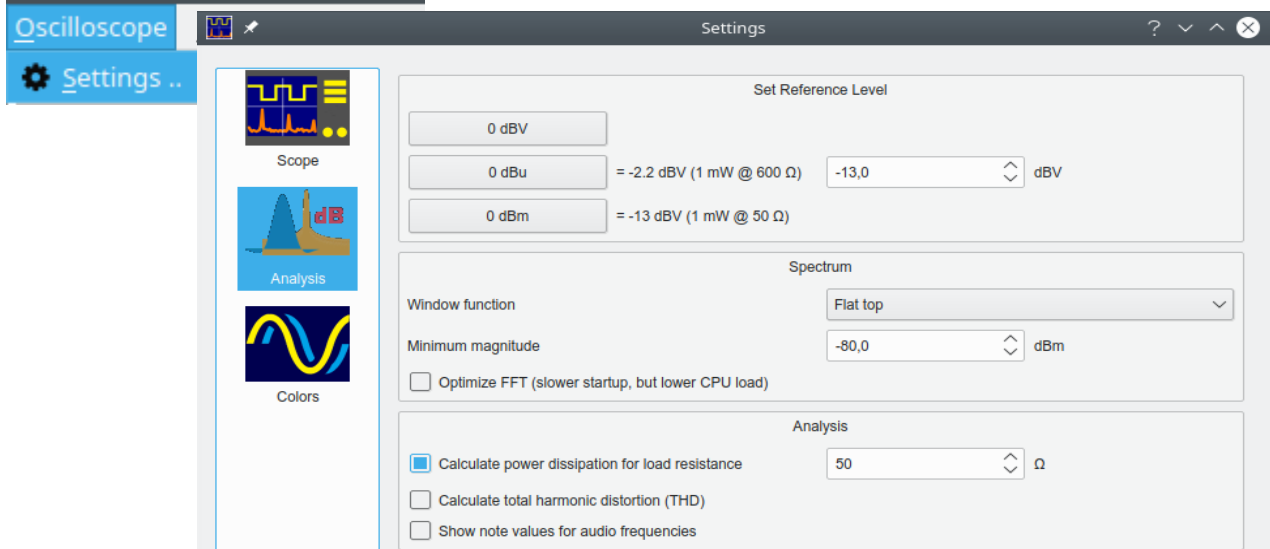 Oscilloscope
Settings ..
Settings
?
Scope
dB
Analysis
Colors
Set Reference Level
0 dBV
0 dBu = -2.2 dBV (1 mW @ 600 Ω) -13,0 dBV
0 dBm = -13 dBV (1 mW @ 50 Ω)
Spectrum
Window function Flat top
Minimum magnitude -80,0 dBm
Optimize FFT (slower startup, but lower CPU load)
Analysis
Calculate power dissipation for load resistance 50 Ω
Calculate total harmonic distortion (THD)
Show note values for audio frequencies